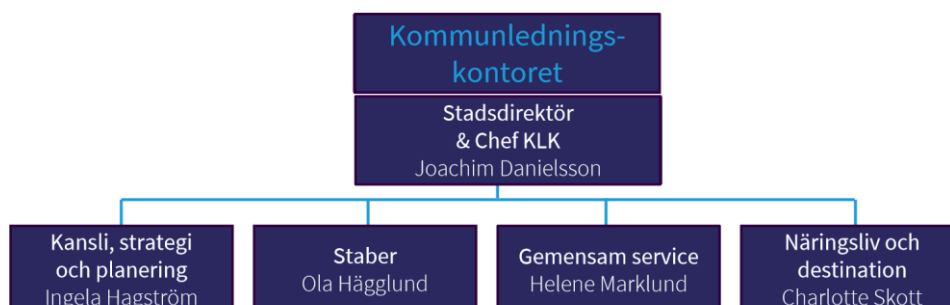 Kommunlednings-
kontoret
Stadsdirektör
& Chef KLK
Joachim Danielsson
Kansli, strategi
och planering
Ingela Hagström
Staber
Ola Hägglund
Gemensam service
Helene Marklund
Näringsliv och
destination
Charlotte Skott